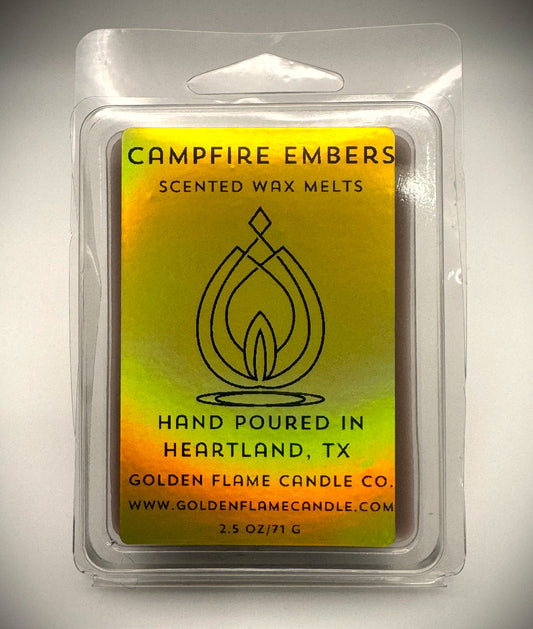 CAMPFIRE EMBERS
SCENTED WAX MELTS
HAND POURED IN
HEARTLAND, TX
GOLDEN FLAME CANDLE CO.
WWW.GOLDENFLAMECANDLE.COM
2.5 OZ/71 G